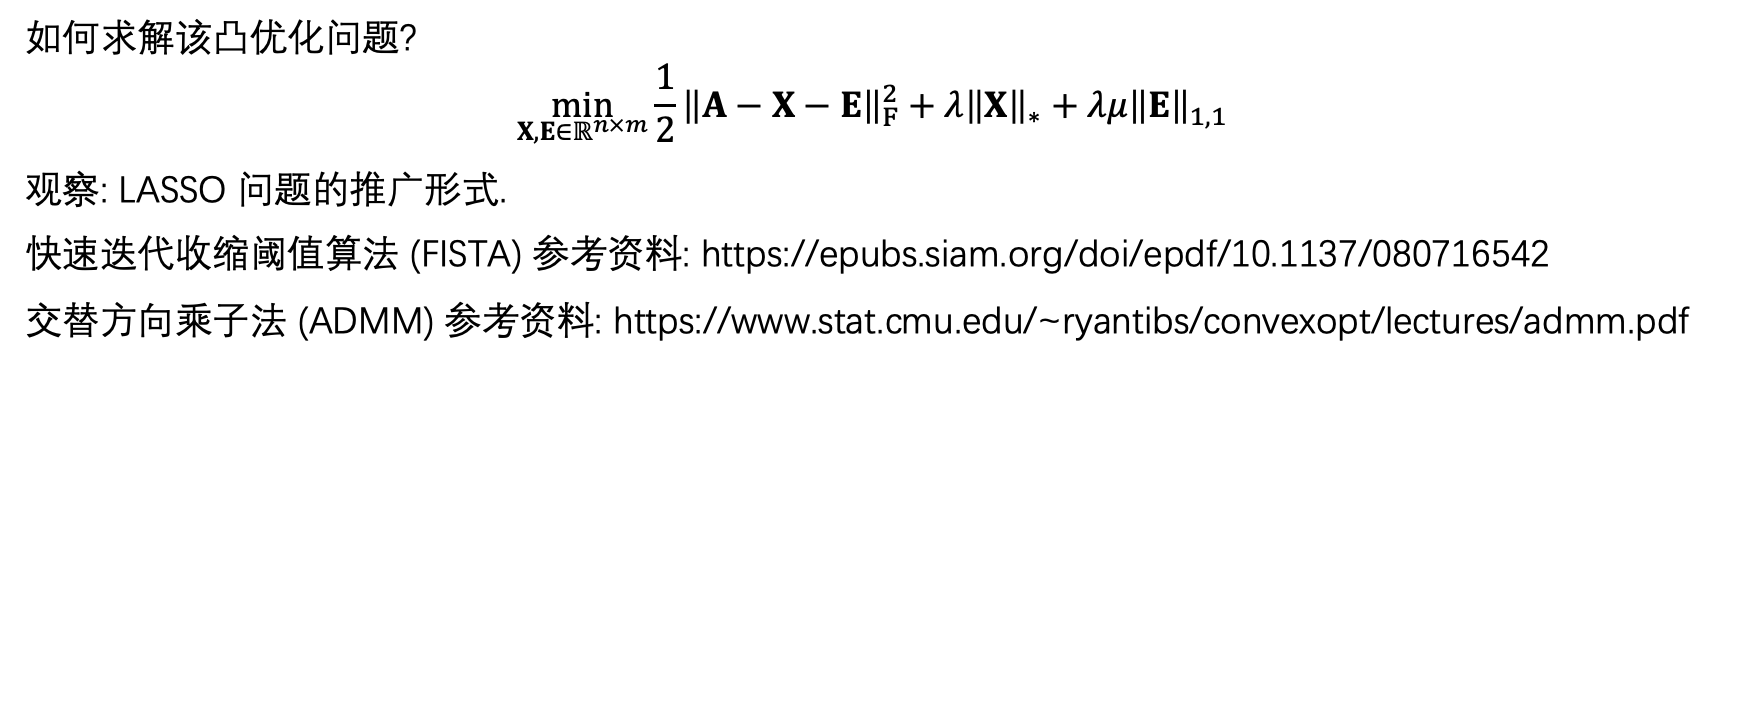 如何求解该凸优化问题?
min_{𝐗,𝐄∈ℝ^{n×m}} 1/2 ‖𝐀 − 𝐗 − 𝐄‖_F^2 + λ‖𝐗‖_* + λμ‖𝐄‖_{1,1}
观察: LASSO 问题的推广形式.
快速迭代收缩阈值算法 (FISTA) 参考资料: https://epubs.siam.org/doi/epdf/10.1137/080716542
交替方向乘子法 (ADMM) 参考资料: https://www.stat.cmu.edu/~ryantibs/convexopt/lectures/admm.pdf